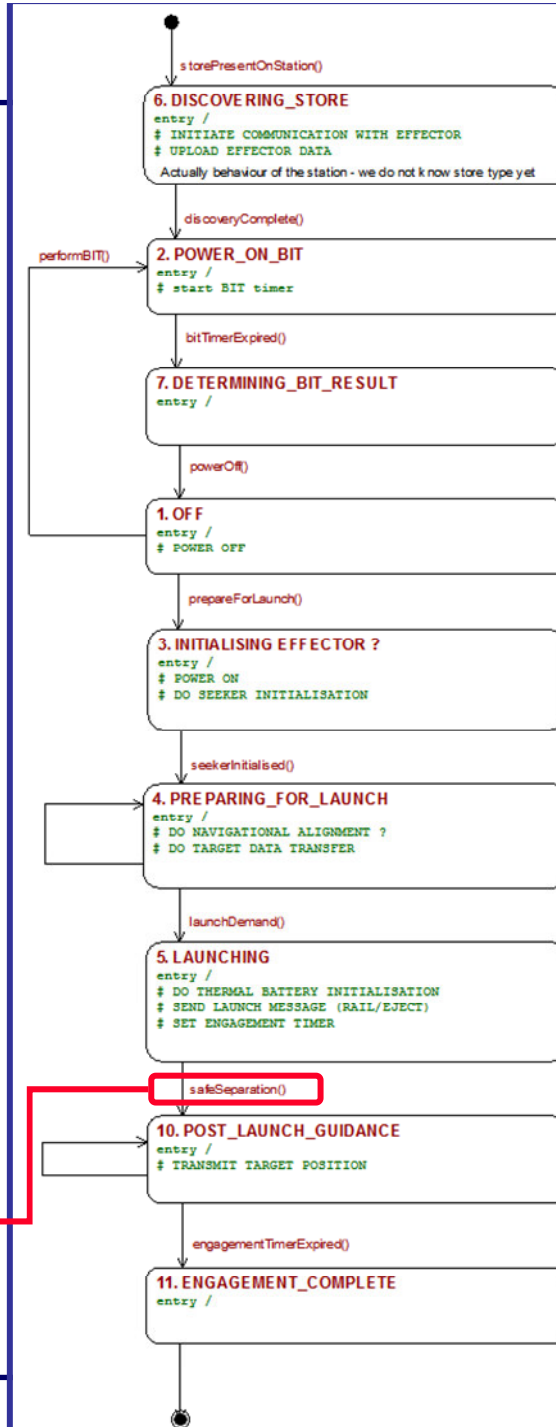 storePresentOnStation()
6. DISCOVERING_STORE
entry /
# INITIATE COMMUNICATION WITH EFFECTOR
# UPLOAD EFFECTOR DATA
Actually behaviour of the station - we do not know store type yet
discoveryComplete()
performBIT()
2. POWER_ON_BIT
entry /
# start BIT timer
bitTimerExpired()
7. DETERMINING_BIT_RESULT
entry /
powerOff()
1. OFF
entry /
# POWER OFF
prepareForLaunch()
3. INITIALISING EFFECTOR ?
entry /
# POWER ON
# DO SEEKER INITIALISATION
seekerInitialised()
4. PREPARING_FOR_LAUNCH
entry /
# DO NAVIGATIONAL ALIGNMENT ?
# DO TARGET DATA TRANSFER
launchDemand()
5. LAUNCHING
entry /
# DO THERMAL BATTERY INITIALISATION
# SEND LAUNCH MESSAGE (RAIL/EJECT)
# SET ENGAGEMENT TIMER
safeSeparation()
10. POST_LAUNCH_GUIDANCE
entry /
# TRANSMIT TARGET POSITION
engagementTimerExpired()
11. ENGAGEMENT_COMPLETE
entry /